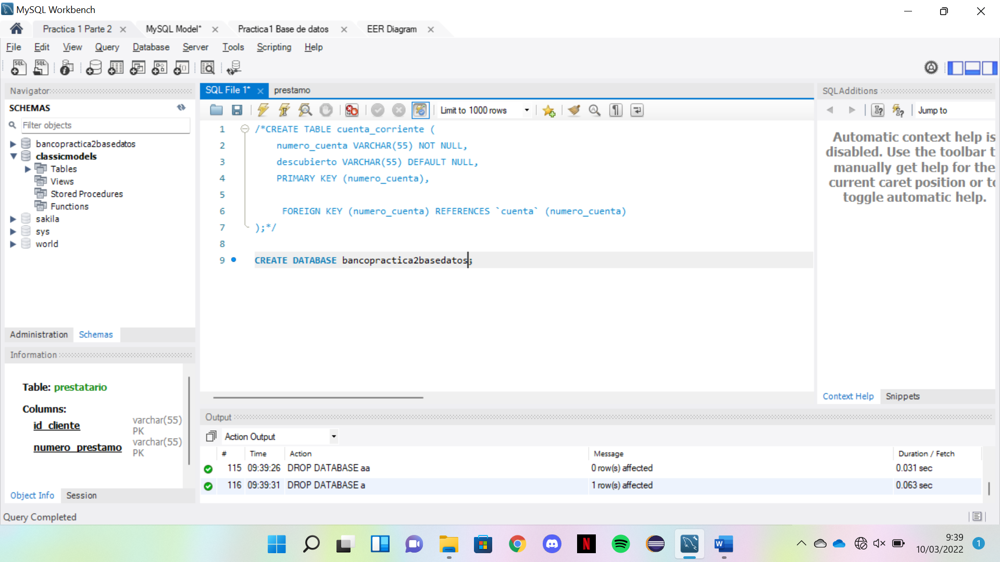 MySQL Workbench
Practica 1 Parte 2
MySQL Model*
Practica1 Base de datos
EER Diagram
File Edit View Query Database Server Tools Scripting Help
Navigator
SCHEMAS
Filter objects
bancopractica2basedatos
classicmodels
Tables
Views
Stored Procedures
Functions
sakila
sys
world
Administration
Schemas
Information
Table: prestatario
Columns:
id_cliente varchar(55) PK
numero_prestamo varchar(55) PK
Object Info
Session
Query Completed
SQL File 1*
prestamo
Limit to 1000 rows
1 /*CREATE TABLE cuenta_corriente (
2 numero_cuenta VARCHAR(55) NOT NULL,
3 descubierto VARCHAR(55) DEFAULT NULL,
4 PRIMARY KEY (numero_cuenta),
5
6 FOREIGN KEY (numero_cuenta) REFERENCES `cuenta` (numero_cuenta)
7 );*/
8
9 CREATE DATABASE bancopractica2basedatos;
Output
Action Output
# Time Action Message Duration / Fetch
115 09:39:26 DROP DATABASE aa 0 row(s) affected 0.031 sec
116 09:39:31 DROP DATABASE a 1 row(s) affected 0.063 sec
SQLAdditions
Jump to
Automatic context help is
disabled. Use the toolbar t
manually get help for the
current caret position or to
toggle automatic help.
Context Help
Snippets
9:39
10/03/2022
1